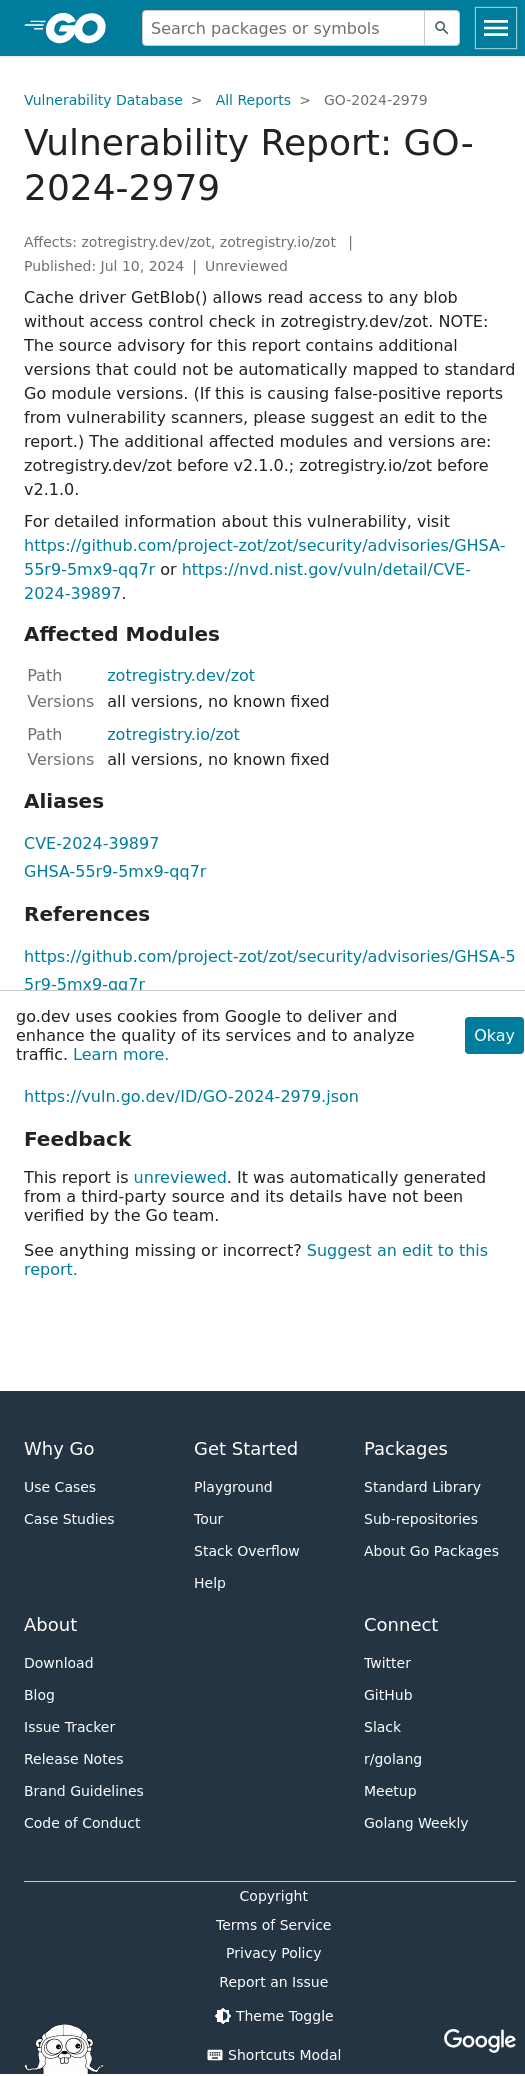 GO
Search packages or symbols
Vulnerability Database > All Reports > GO-2024-2979
Vulnerability Report: GO-
2024-2979
Affects: zotregistry.dev/zot, zotregistry.io/zot |
Published: Jul 10, 2024 | Unreviewed
Cache driver GetBlob() allows read access to any blob
without access control check in zotregistry.dev/zot. NOTE:
The source advisory for this report contains additional
versions that could not be automatically mapped to standard
Go module versions. (If this is causing false-positive reports
from vulnerability scanners, please suggest an edit to the
report.) The additional affected modules and versions are:
zotregistry.dev/zot before v2.1.0.; zotregistry.io/zot before
v2.1.0.
For detailed information about this vulnerability, visit
https://github.com/project-zot/zot/security/advisories/GHSA-
55r9-5mx9-qq7r or https://nvd.nist.gov/vuln/detail/CVE-
2024-39897.
Affected Modules
Path zotregistry.dev/zot
Versions all versions, no known fixed
Path zotregistry.io/zot
Versions all versions, no known fixed
Aliases
CVE-2024-39897
GHSA-55r9-5mx9-qq7r
References
https://github.com/project-zot/zot/security/advisories/GHSA-5
5r9-5mx9-qq7r
go.dev uses cookies from Google to deliver and
enhance the quality of its services and to analyze
traffic. Learn more.
Okay
https://vuln.go.dev/ID/GO-2024-2979.json
Feedback
This report is unreviewed. It was automatically generated
from a third-party source and its details have not been
verified by the Go team.
See anything missing or incorrect? Suggest an edit to this
report.
Why Go
Use Cases
Case Studies
Get Started
Playground
Tour
Stack Overflow
Help
Packages
Standard Library
Sub-repositories
About Go Packages
About
Download
Blog
Issue Tracker
Release Notes
Brand Guidelines
Code of Conduct
Connect
Twitter
GitHub
Slack
r/golang
Meetup
Golang Weekly
Copyright
Terms of Service
Privacy Policy
Report an Issue
Theme Toggle
Shortcuts Modal
Google